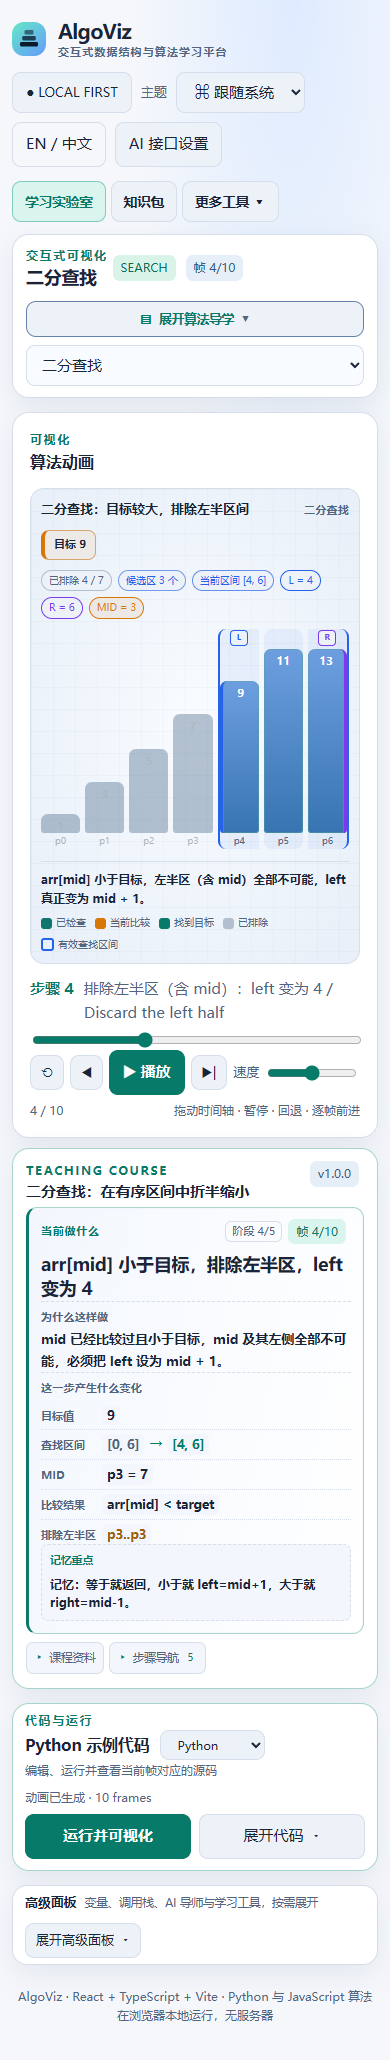 AlgoViz
交互式数据结构与算法学习平台
● LOCAL FIRST 主题 ⌘ 跟随系统
EN / 中文 AI 接口设置
学习实验室 知识包 更多工具 ▾
交互式可视化
二分查找 SEARCH 帧 4/10
展开算法导学 ▾
二分查找
可视化
算法动画
二分查找：目标较大，排除左半区间 二分查找
目标 9
已排除 4 / 7 候选区 3 个 当前区间 [4, 6] L = 4
R = 6 MID = 3
L R
9 11 13
p0 p1 p2 p3 p4 p5 p6
arr[mid] 小于目标，左半区（含 mid）全部不可能，left
真正变为 mid + 1。
已检查 当前比较 找到目标 已排除
有效查找区间
步骤 4 排除左半区（含 mid）：left 变为 4 /
Discard the left half
⟲ ◀ ▶ 播放 ▶| 速度
4 / 10 拖动时间轴 · 暂停 · 回退 · 逐帧前进
TEACHING COURSE v1.0.0
二分查找：在有序区间中折半缩小
当前做什么 阶段 4/5 帧 4/10
arr[mid] 小于目标，排除左半区，left
变为 4
为什么这样做
mid 已经比较过且小于目标，mid 及其左侧全部不可
能，必须把 left 设为 mid + 1。
这一步产生什么变化
目标值 9
查找区间 [0, 6] → [4, 6]
MID p3 = 7
比较结果 arr[mid] < target
排除左半区 p3..p3
记忆重点
记忆：等于就返回，小于就 left=mid+1，大于就
right=mid-1。
‣ 课程资料 ‣ 步骤导航 5
代码与运行
Python 示例代码 Python
编辑、运行并查看当前帧对应的源码
动画已生成 · 10 frames
运行并可视化 展开代码
高级面板 变量、调用栈、AI 导师与学习工具，按需展开
展开高级面板
AlgoViz · React + TypeScript + Vite · Python 与 JavaScript 算法
在浏览器本地运行，无服务器